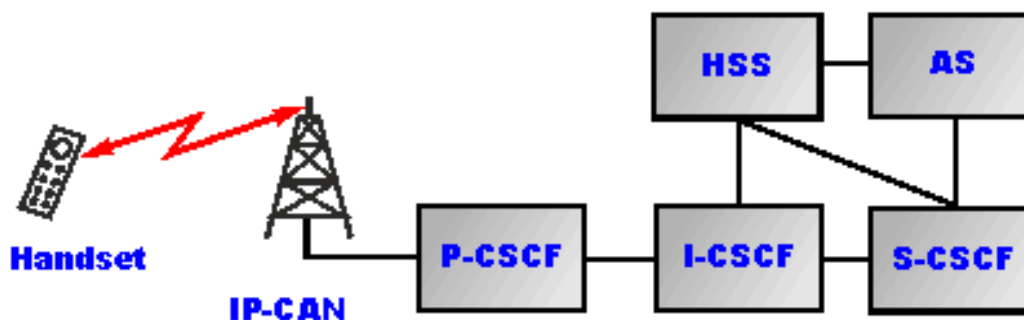 HSS
AS
Handset
P-CSCF
I-CSCF
S-CSCF
IP-CAN